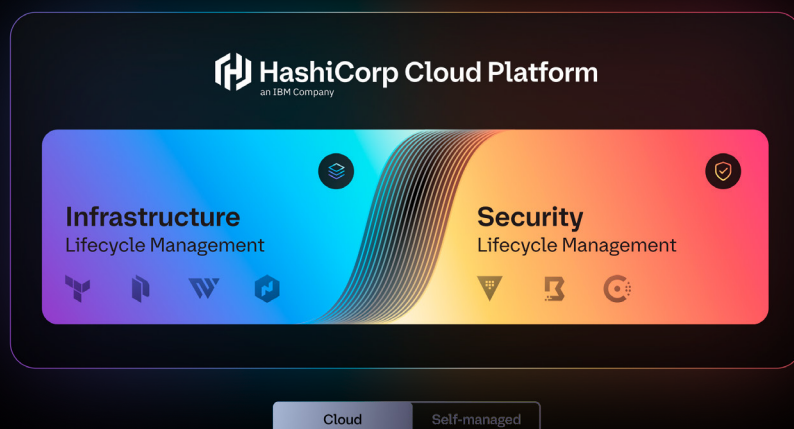 HashiCorp Cloud Platform
an IBM Company
Infrastructure
Lifecycle Management
Security
Lifecycle Management
Cloud
Self-managed